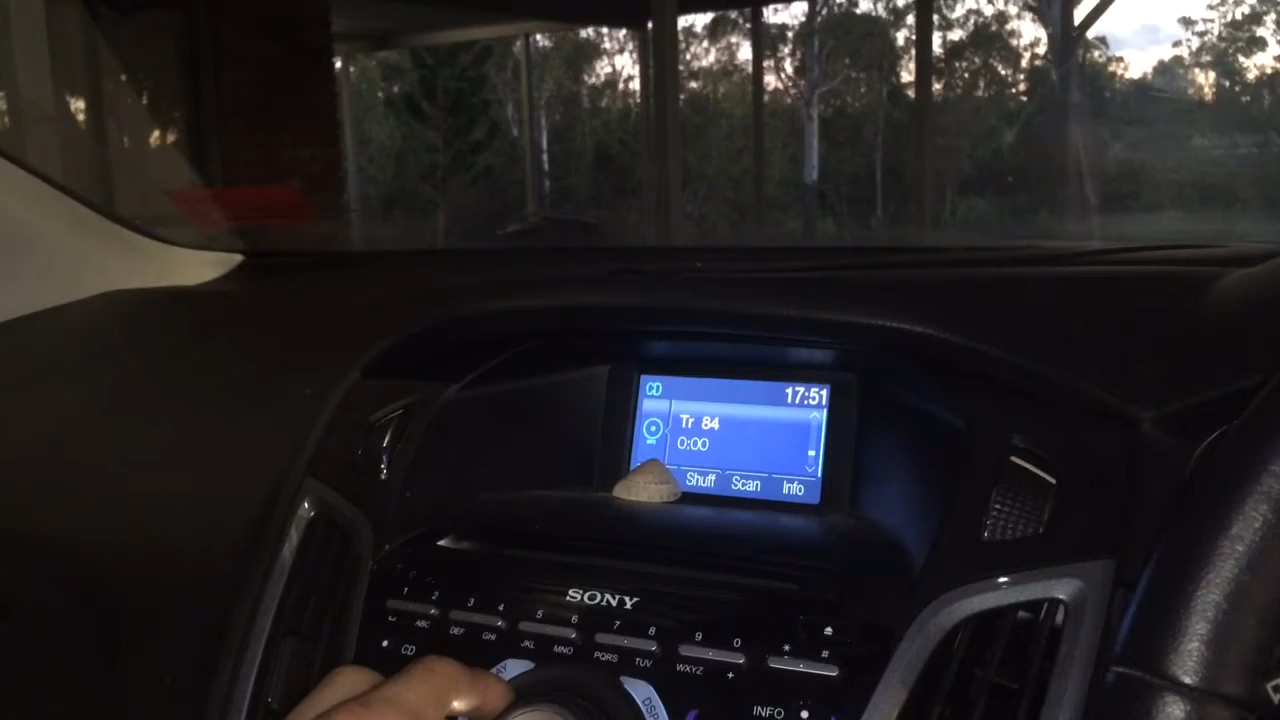 CD 17:51
Tr 84
0:00
Shuff Scan Info
SONY
1 2 3 4 5 6 7 8 9 0 * #
ABC DEF GHI JKL MNO PQRS TUV WXYZ +
CD
DSP
INFO